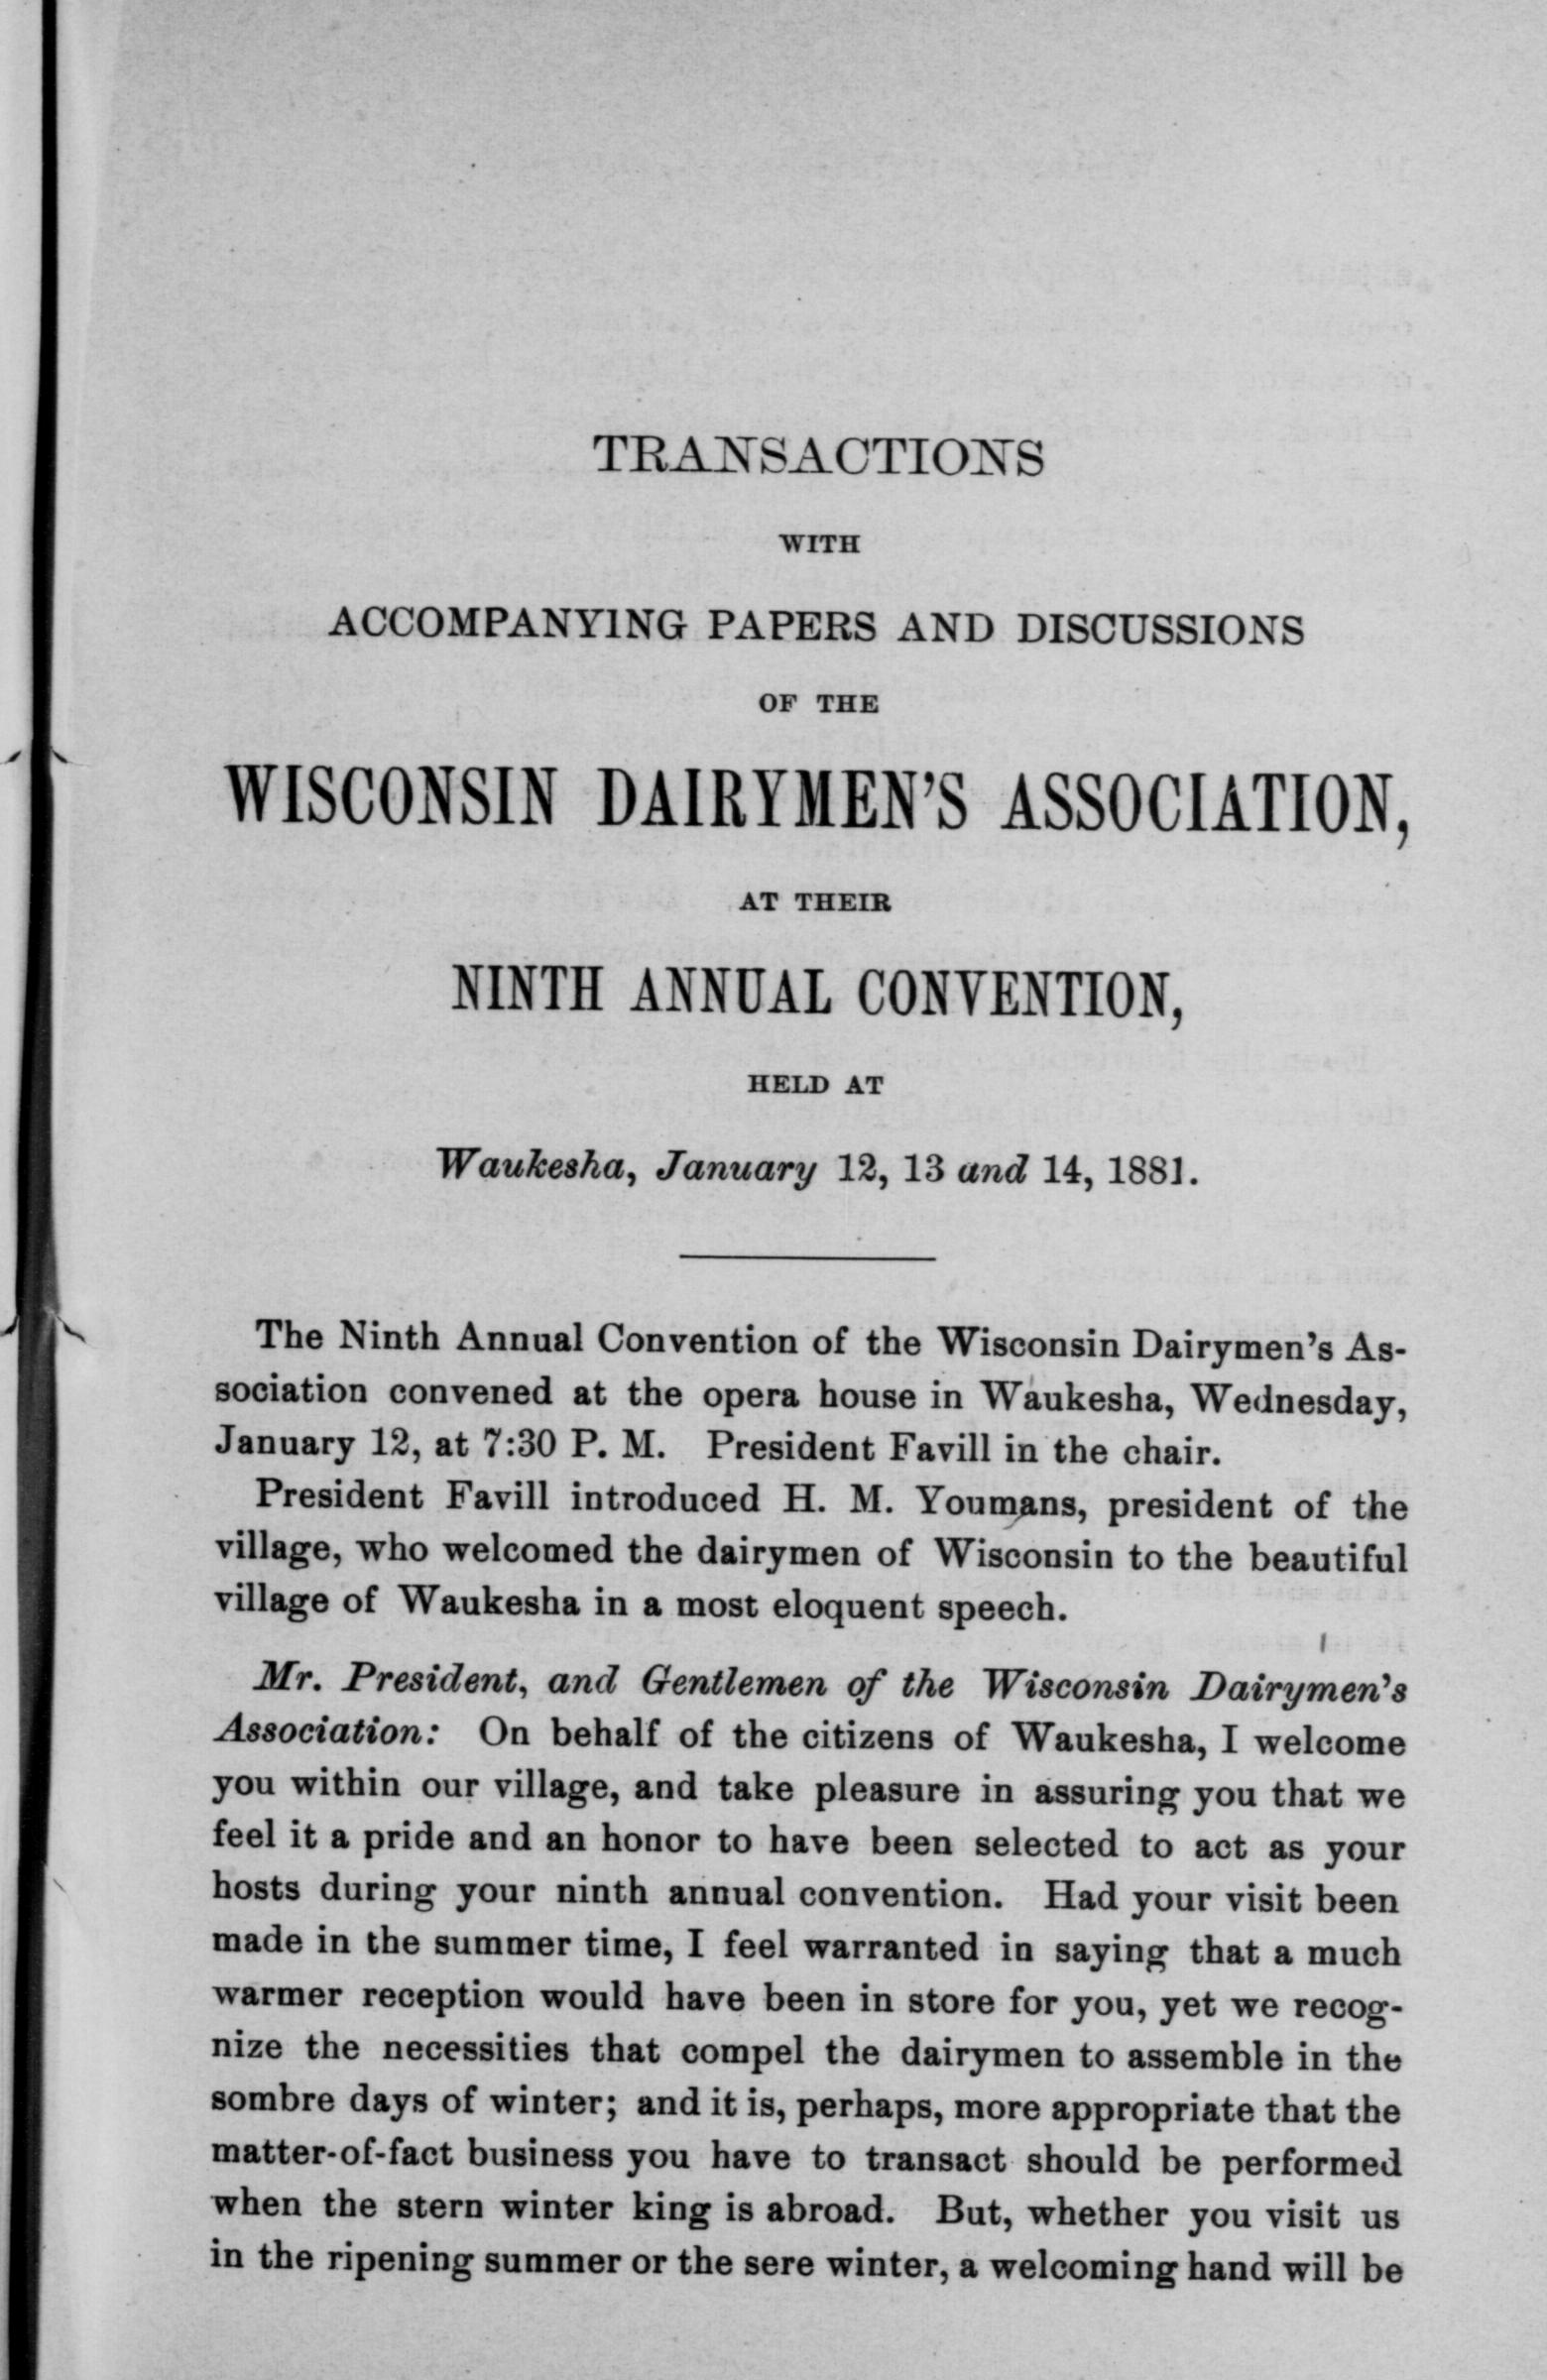 TRANSACTIONS
WITH
ACCOMPANYING PAPERS AND DISCUSSIONS
OF THE
WISCONSIN DAIRYMEN'S ASSOCIATION,
AT THEIR
NINTH ANNUAL CONVENTION,
HELD AT
Waukesha, January 12, 13 and 14, 1881.
The Ninth Annual Convention of the Wisconsin Dairymen's As-
sociation convened at the opera house in Waukesha, Wednesday,
January 12, at 7:30 P. M. President Favill in the chair.
President Favill introduced H. M. Youmans, president of the
village, who welcomed the dairymen of Wisconsin to the beautiful
village of Waukesha in a most eloquent speech.
Mr. President, and Gentlemen of the Wisconsin Dairymen's
Association: On behalf of the citizens of Waukesha, I welcome
you within our village, and take pleasure in assuring you that we
feel it a pride and an honor to have been selected to act as your
hosts during your ninth annual convention. Had your visit been
made in the summer time, I feel warranted in saying that a much
warmer reception would have been in store for you, yet we recog-
nize the necessities that compel the dairymen to assemble in the
sombre days of winter; and it is, perhaps, more appropriate that the
matter-of-fact business you have to transact should be performed
when the stern winter king is abroad. But, whether you visit us
in the ripening summer or the sere winter, a welcoming hand will be